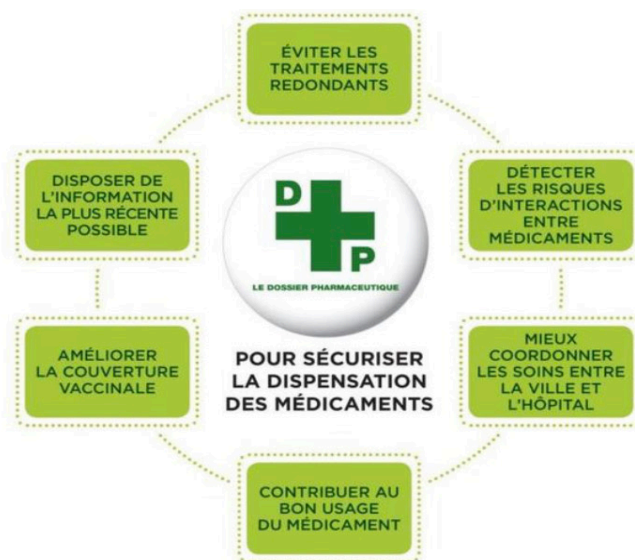 ÉVITER LES
TRAITEMENTS
REDONDANTS
DÉTECTER
LES RISQUES
D'INTERACTIONS
ENTRE
MÉDICAMENTS
MIEUX
COORDONNER
LES SOINS ENTRE
LA VILLE ET
L'HÔPITAL
CONTRIBUER AU
BON USAGE
DU MÉDICAMENT
AMÉLIORER
LA COUVERTURE
VACCINALE
DISPOSER DE
L'INFORMATION
LA PLUS RÉCENTE
POSSIBLE
D
P
LE DOSSIER PHARMACEUTIQUE
POUR SÉCURISER
LA DISPENSATION
DES MÉDICAMENTS